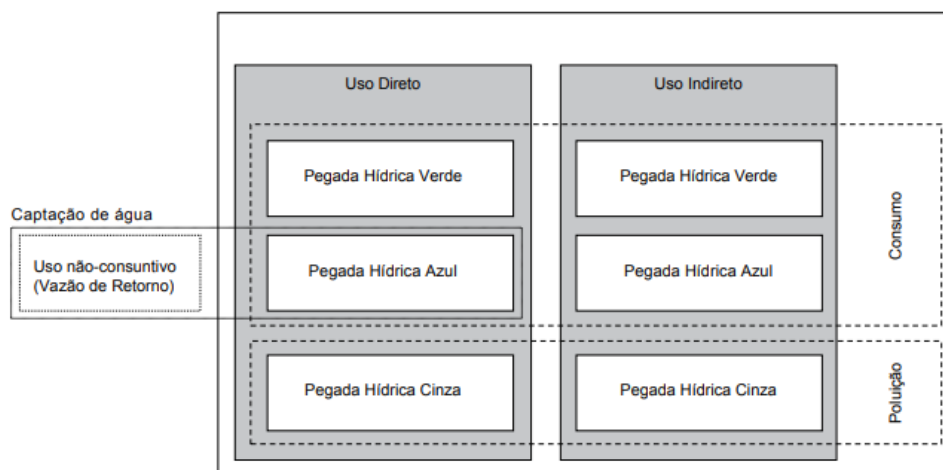 Uso Direto
Uso Indireto
Pegada Hídrica Verde
Pegada Hídrica Verde
Consumo
Captação de água
Uso não-consuntivo
(Vazão de Retorno)
Pegada Hídrica Azul
Pegada Hídrica Azul
Pegada Hídrica Cinza
Pegada Hídrica Cinza
Poluição